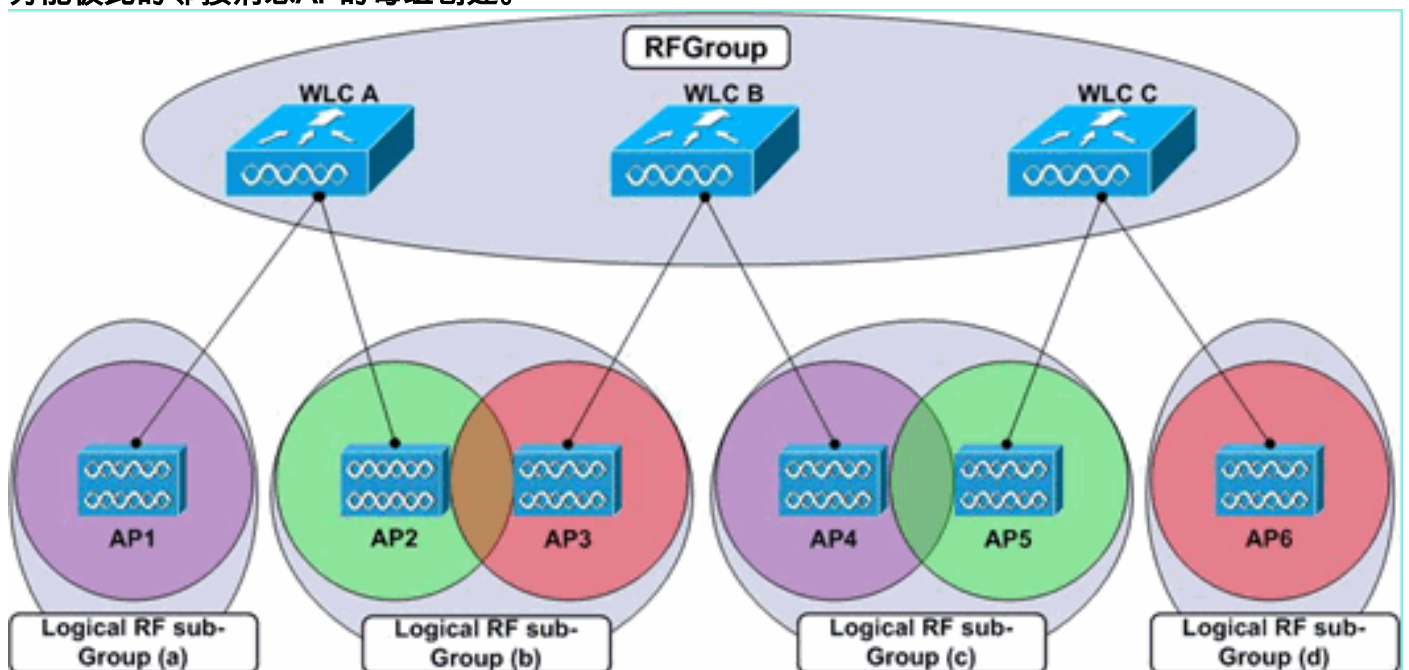 RFGroup
WLC A
WLC B
WLC C
AP1
AP2
AP3
AP4
AP5
AP6
Logical RF sub-
Group (a)
Logical RF sub-
Group (b)
Logical RF sub-
Group (c)
Logical RF sub-
Group (d)